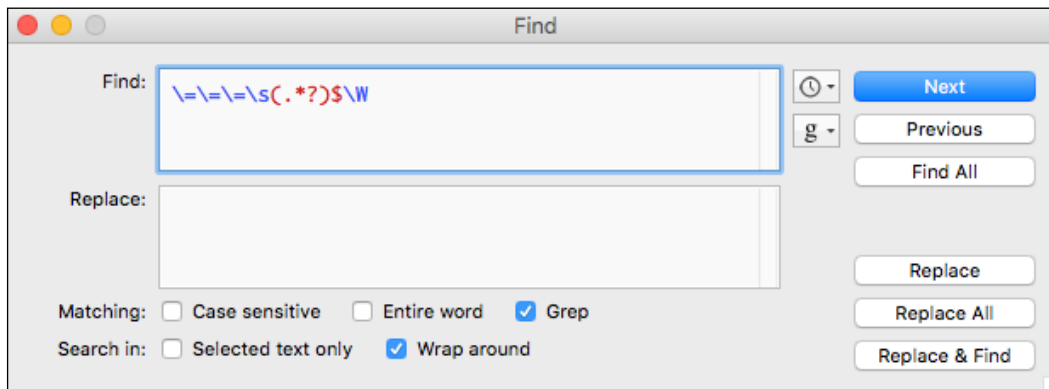 Find
Find: \=\=\=\s(.*?)$\W
Next
g
Previous
Find All
Replace:
Replace
Matching: Case sensitive Entire word Grep
Replace All
Search in: Selected text only Wrap around
Replace & Find